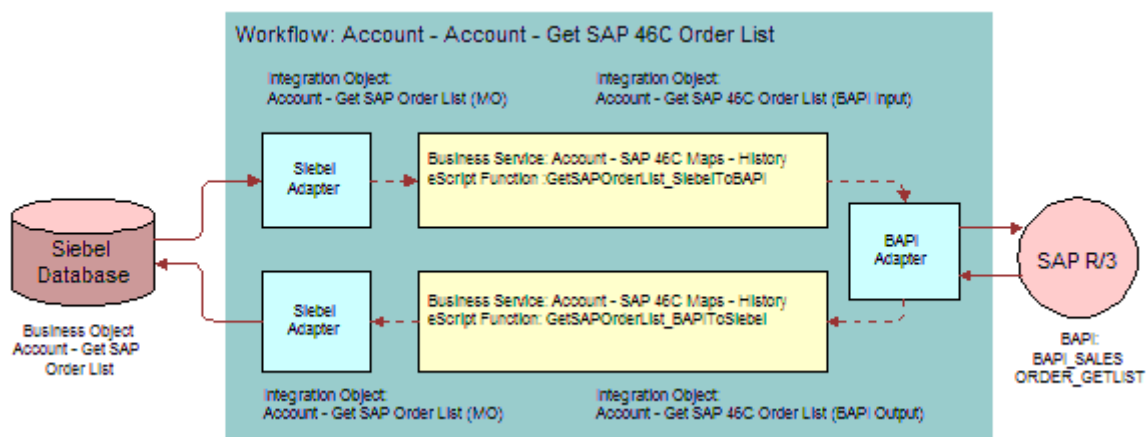 Workflow: Account - Account - Get SAP 46C Order List
Integration Object:
Account - Get SAP Order List (MO)
Integration Object:
Account - Get SAP 46C Order List (BAPI Input)
Siebel
Adapter
Business Service: Account - SAP 46C Maps - History
eScript Function :GetSAPOrderList_SiebelToBAPI
Siebel
Database
BAPI
Adapter
SAP R/3
Siebel
Adapter
Business Service: Account - SAP 46C Maps - History
eScript Function: GetSAPOrderList_BAPIToSiebel
Business Object
Account - Get SAP
Order List
BAPI:
BAPI_SALES
ORDER_GETLIST
Integration Object:
Account - Get SAP Order List (MO)
Integration Object:
Account - Get SAP 46C Order List (BAPI Output)